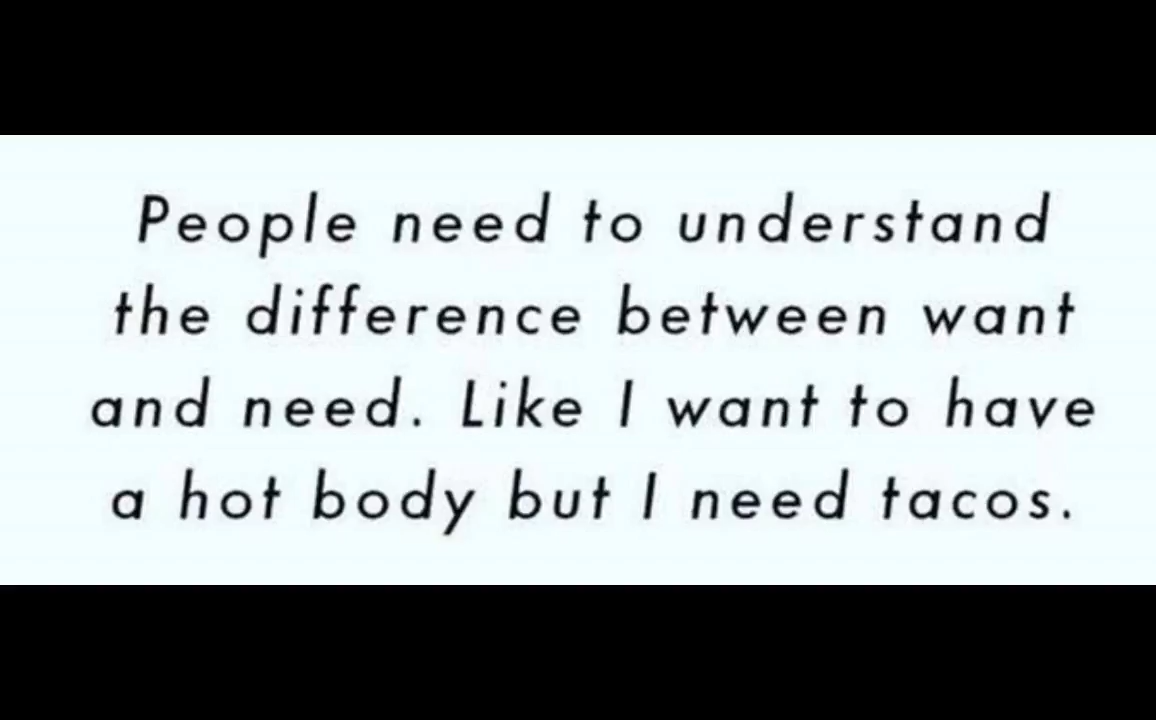 People need to understand
the difference between want
and need. Like I want to have
a hot body but I need tacos.